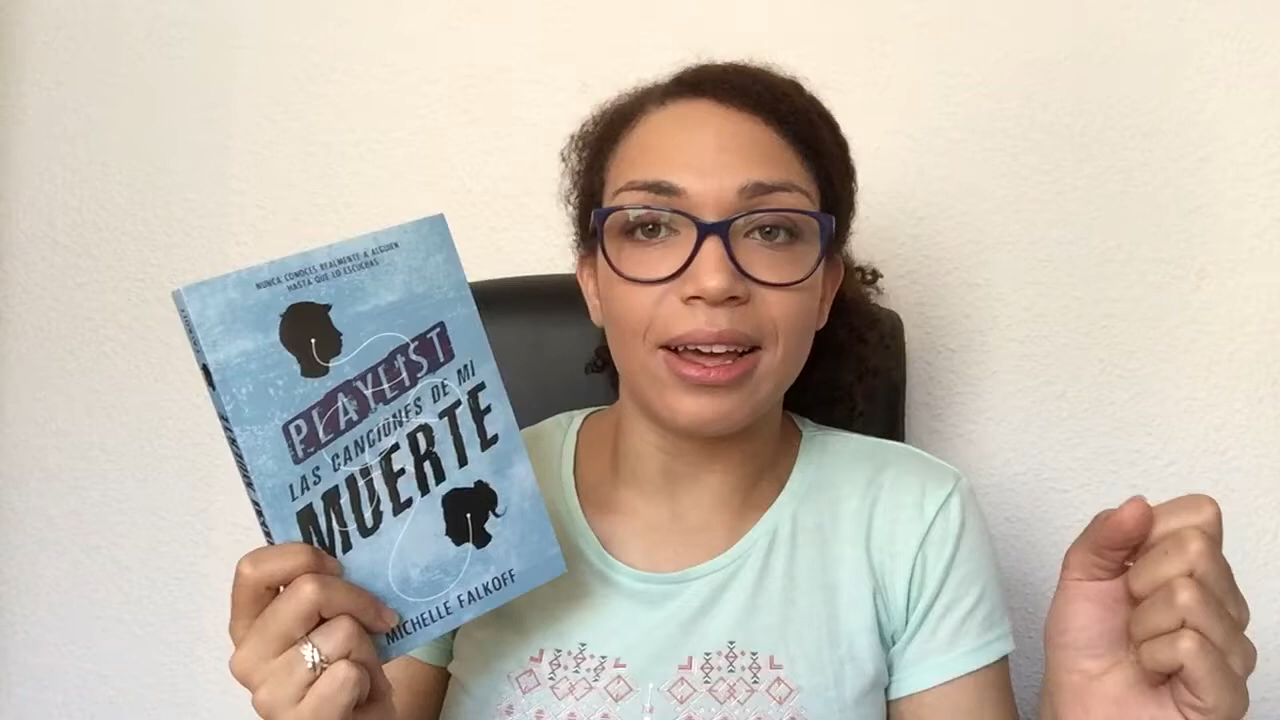 NUNCA CONOCES REALMENTE A ALGUIEN
HASTA QUE LO ESCUCHAS
PLAYLIST
LAS CANCIONES DE MI
MUERTE
MICHELLE FALKOFF